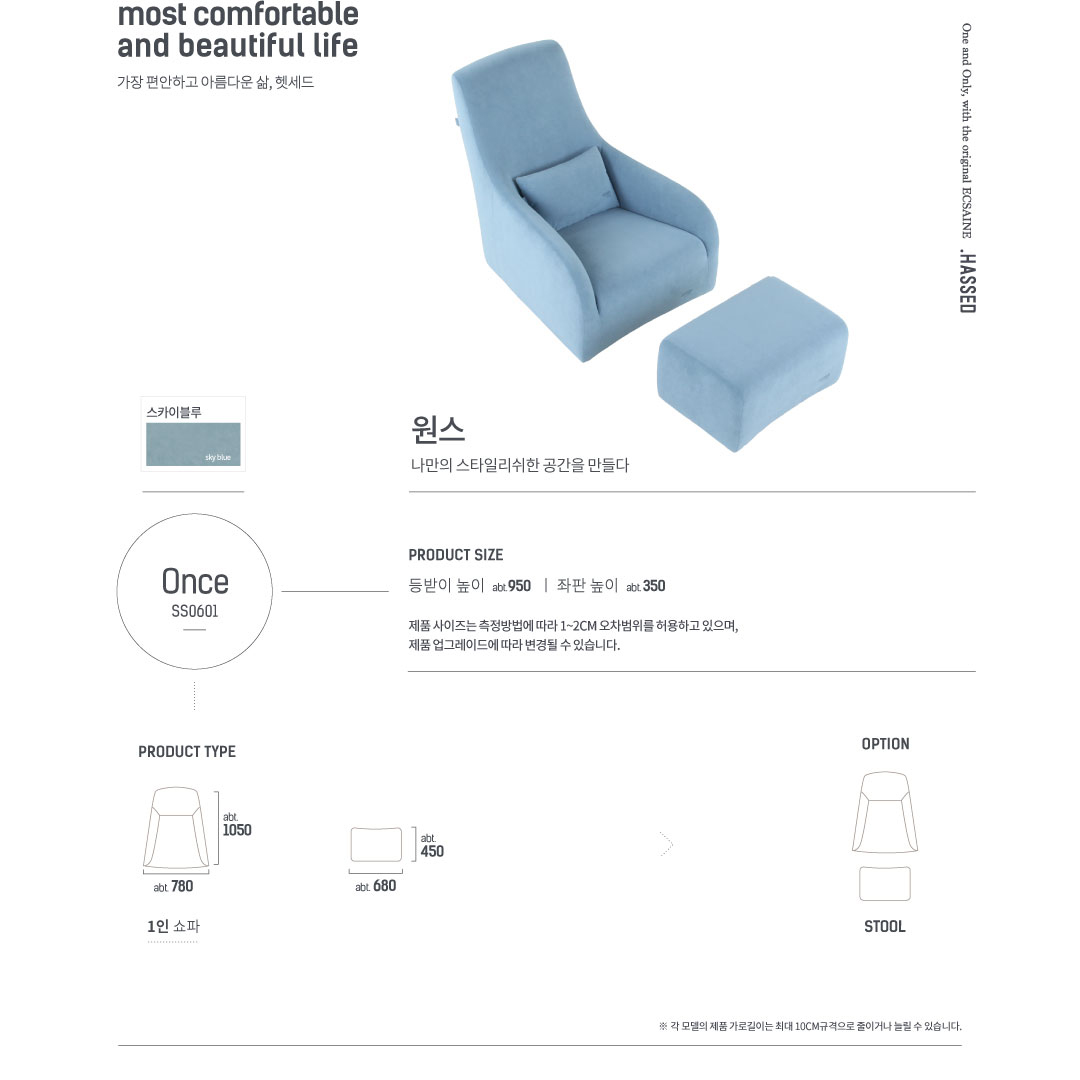 most comfortable
and beautiful life
가장 편안하고 아름다운 삶, 헷세드
One and Only, with the original ECSAINE .HASSED
스카이블루
sky.blue
원스
나만의 스타일리쉬한 공간을 만들다
Once
SS0601
PRODUCT SIZE
등받이 높이 abt.950 | 좌판 높이 abt.350
제품 사이즈는 측정방법에 따라 1~2CM 오차범위를 허용하고 있으며,
제품 업그레이드에 따라 변경될 수 있습니다.
PRODUCT TYPE
abt.
1050
abt. 780
1인 쇼파
abt.
450
abt. 680
OPTION
STOOL
※ 각 모델의 제품 가로길이는 최대 10CM규격으로 줄이거나 늘릴 수 있습니다.